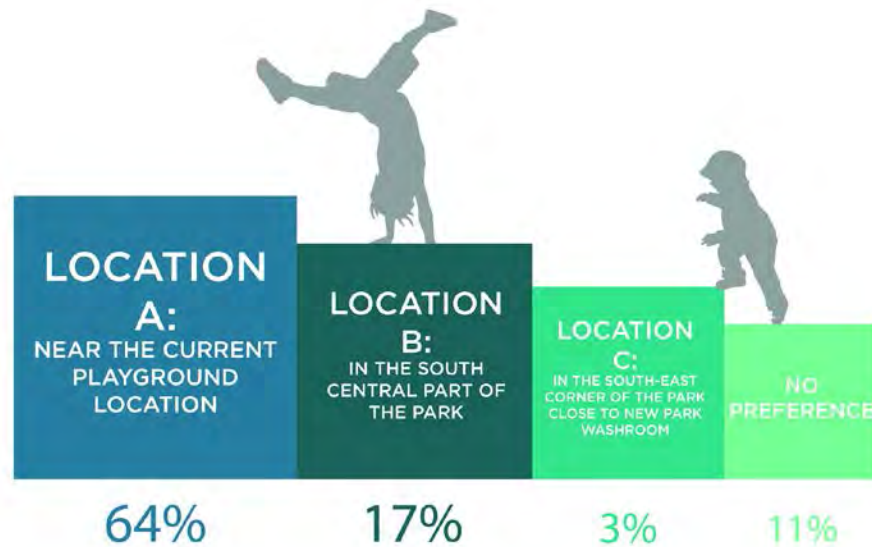 LOCATION
A:
NEAR THE CURRENT
PLAYGROUND
LOCATION
LOCATION
B:
IN THE SOUTH
CENTRAL PART OF
THE PARK
LOCATION
C:
IN THE SOUTH-EAST
CORNER OF THE PARK
CLOSE TO NEW PARK
WASHROOM
NO
PREFERENCE
64%
17%
3%
11%